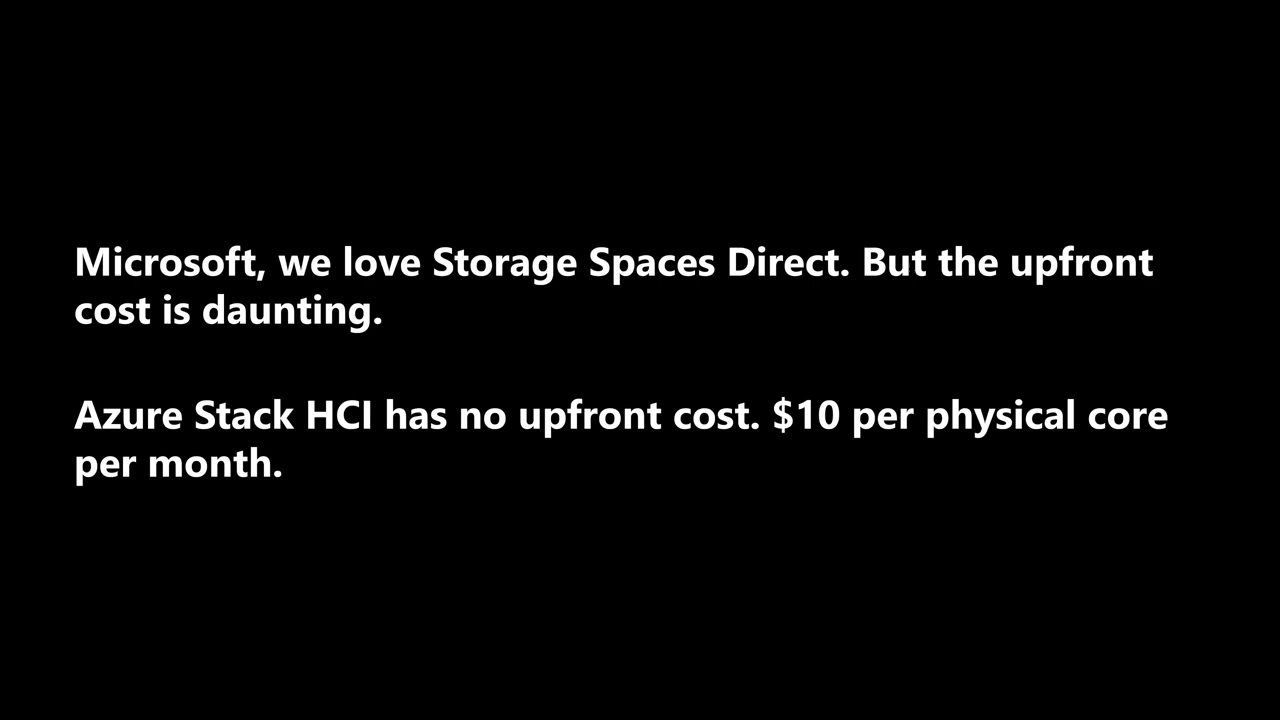 Microsoft, we love Storage Spaces Direct. But the upfront
cost is daunting.
Azure Stack HCI has no upfront cost. $10 per physical core
per month.